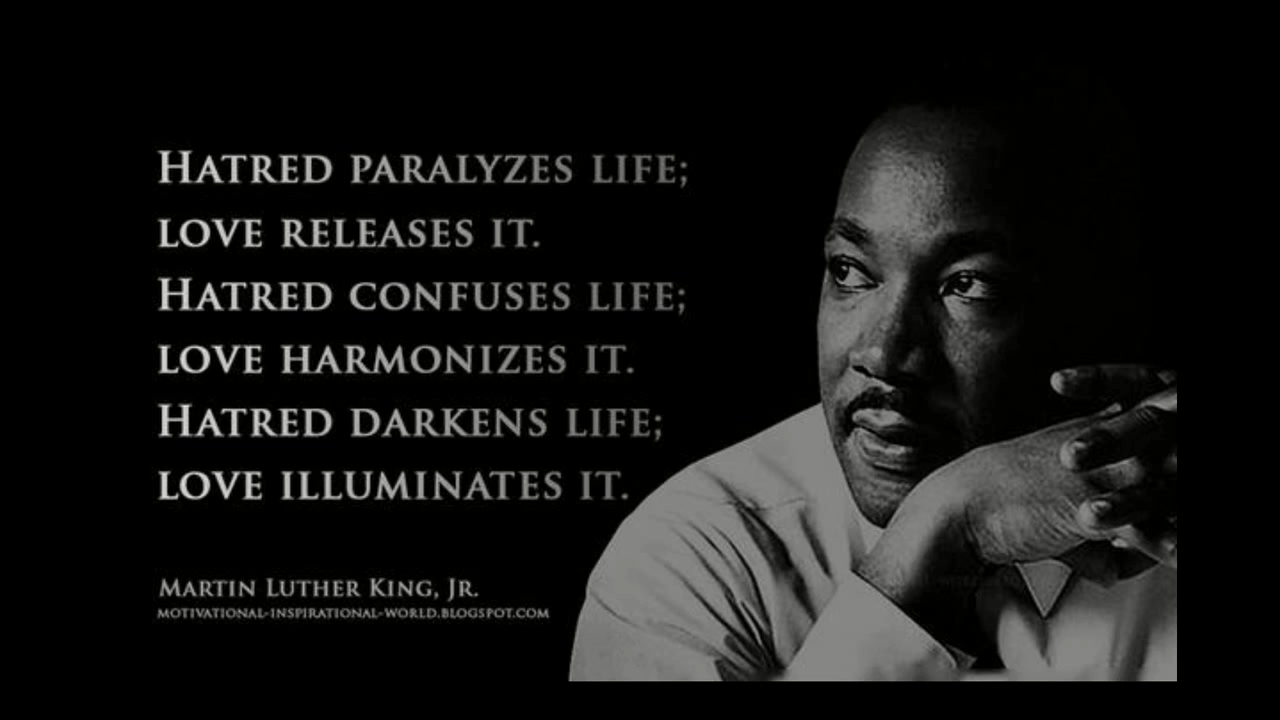 Hatred paralyzes life;
love releases it.
Hatred confuses life;
love harmonizes it.
Hatred darkens life;
love illuminates it.
Martin Luther King, Jr.
motivational-inspirational-world.blogspot.com